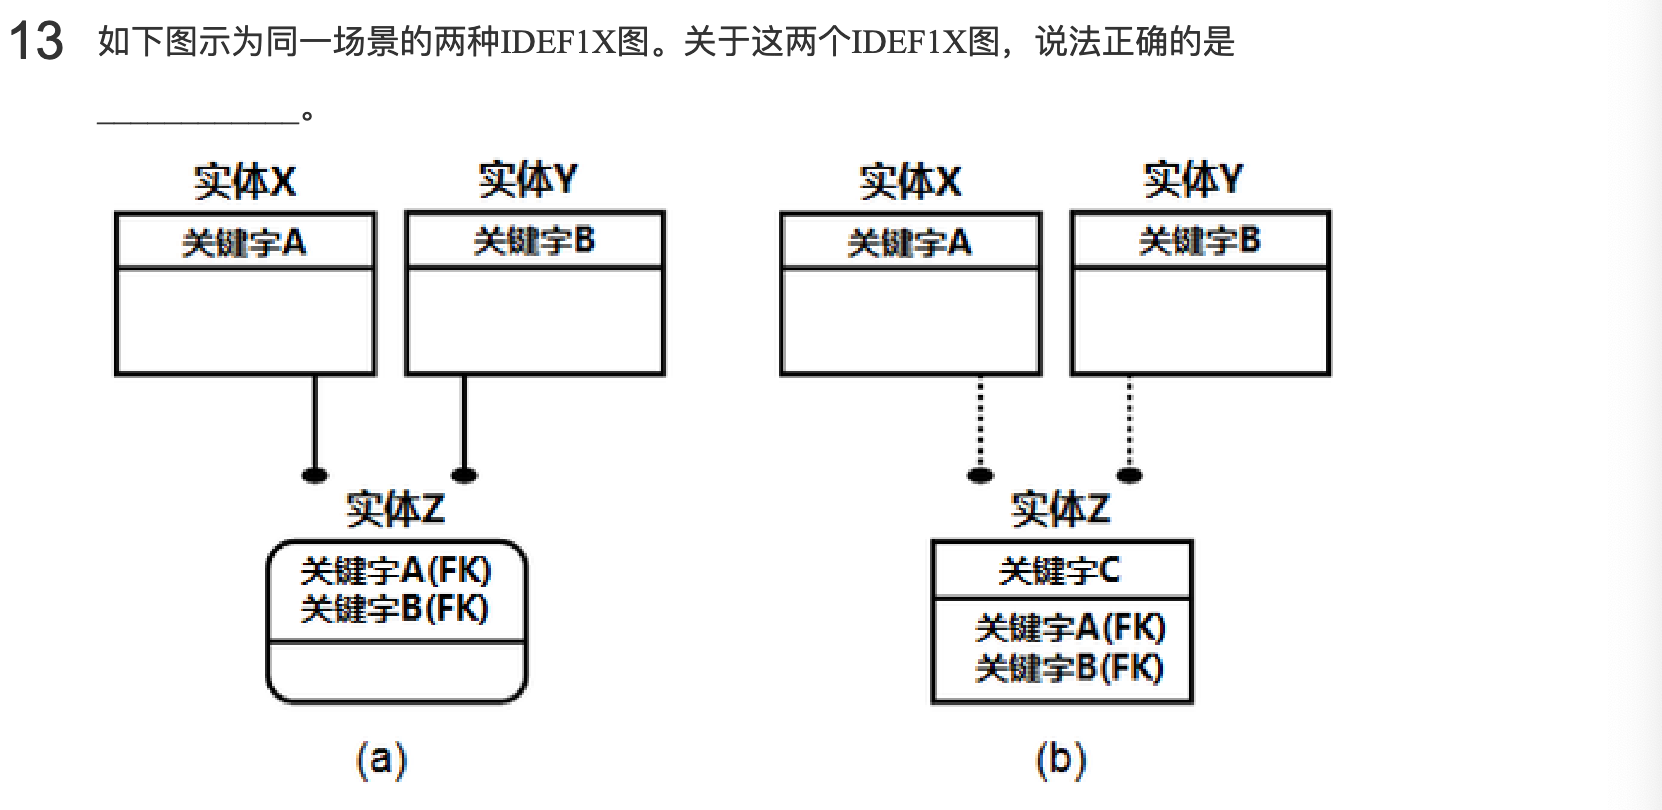 13 如下图示为同一场景的两种IDEF1X图。关于这两个IDEF1X图，说法正确的是
____________。
实体X 实体Y 实体X 实体Y
关键字A 关键字B 关键字A 关键字B
实体Z 实体Z
关键字A(FK) 关键字C
关键字B(FK)
关键字A(FK)
关键字B(FK)
(a) (b)